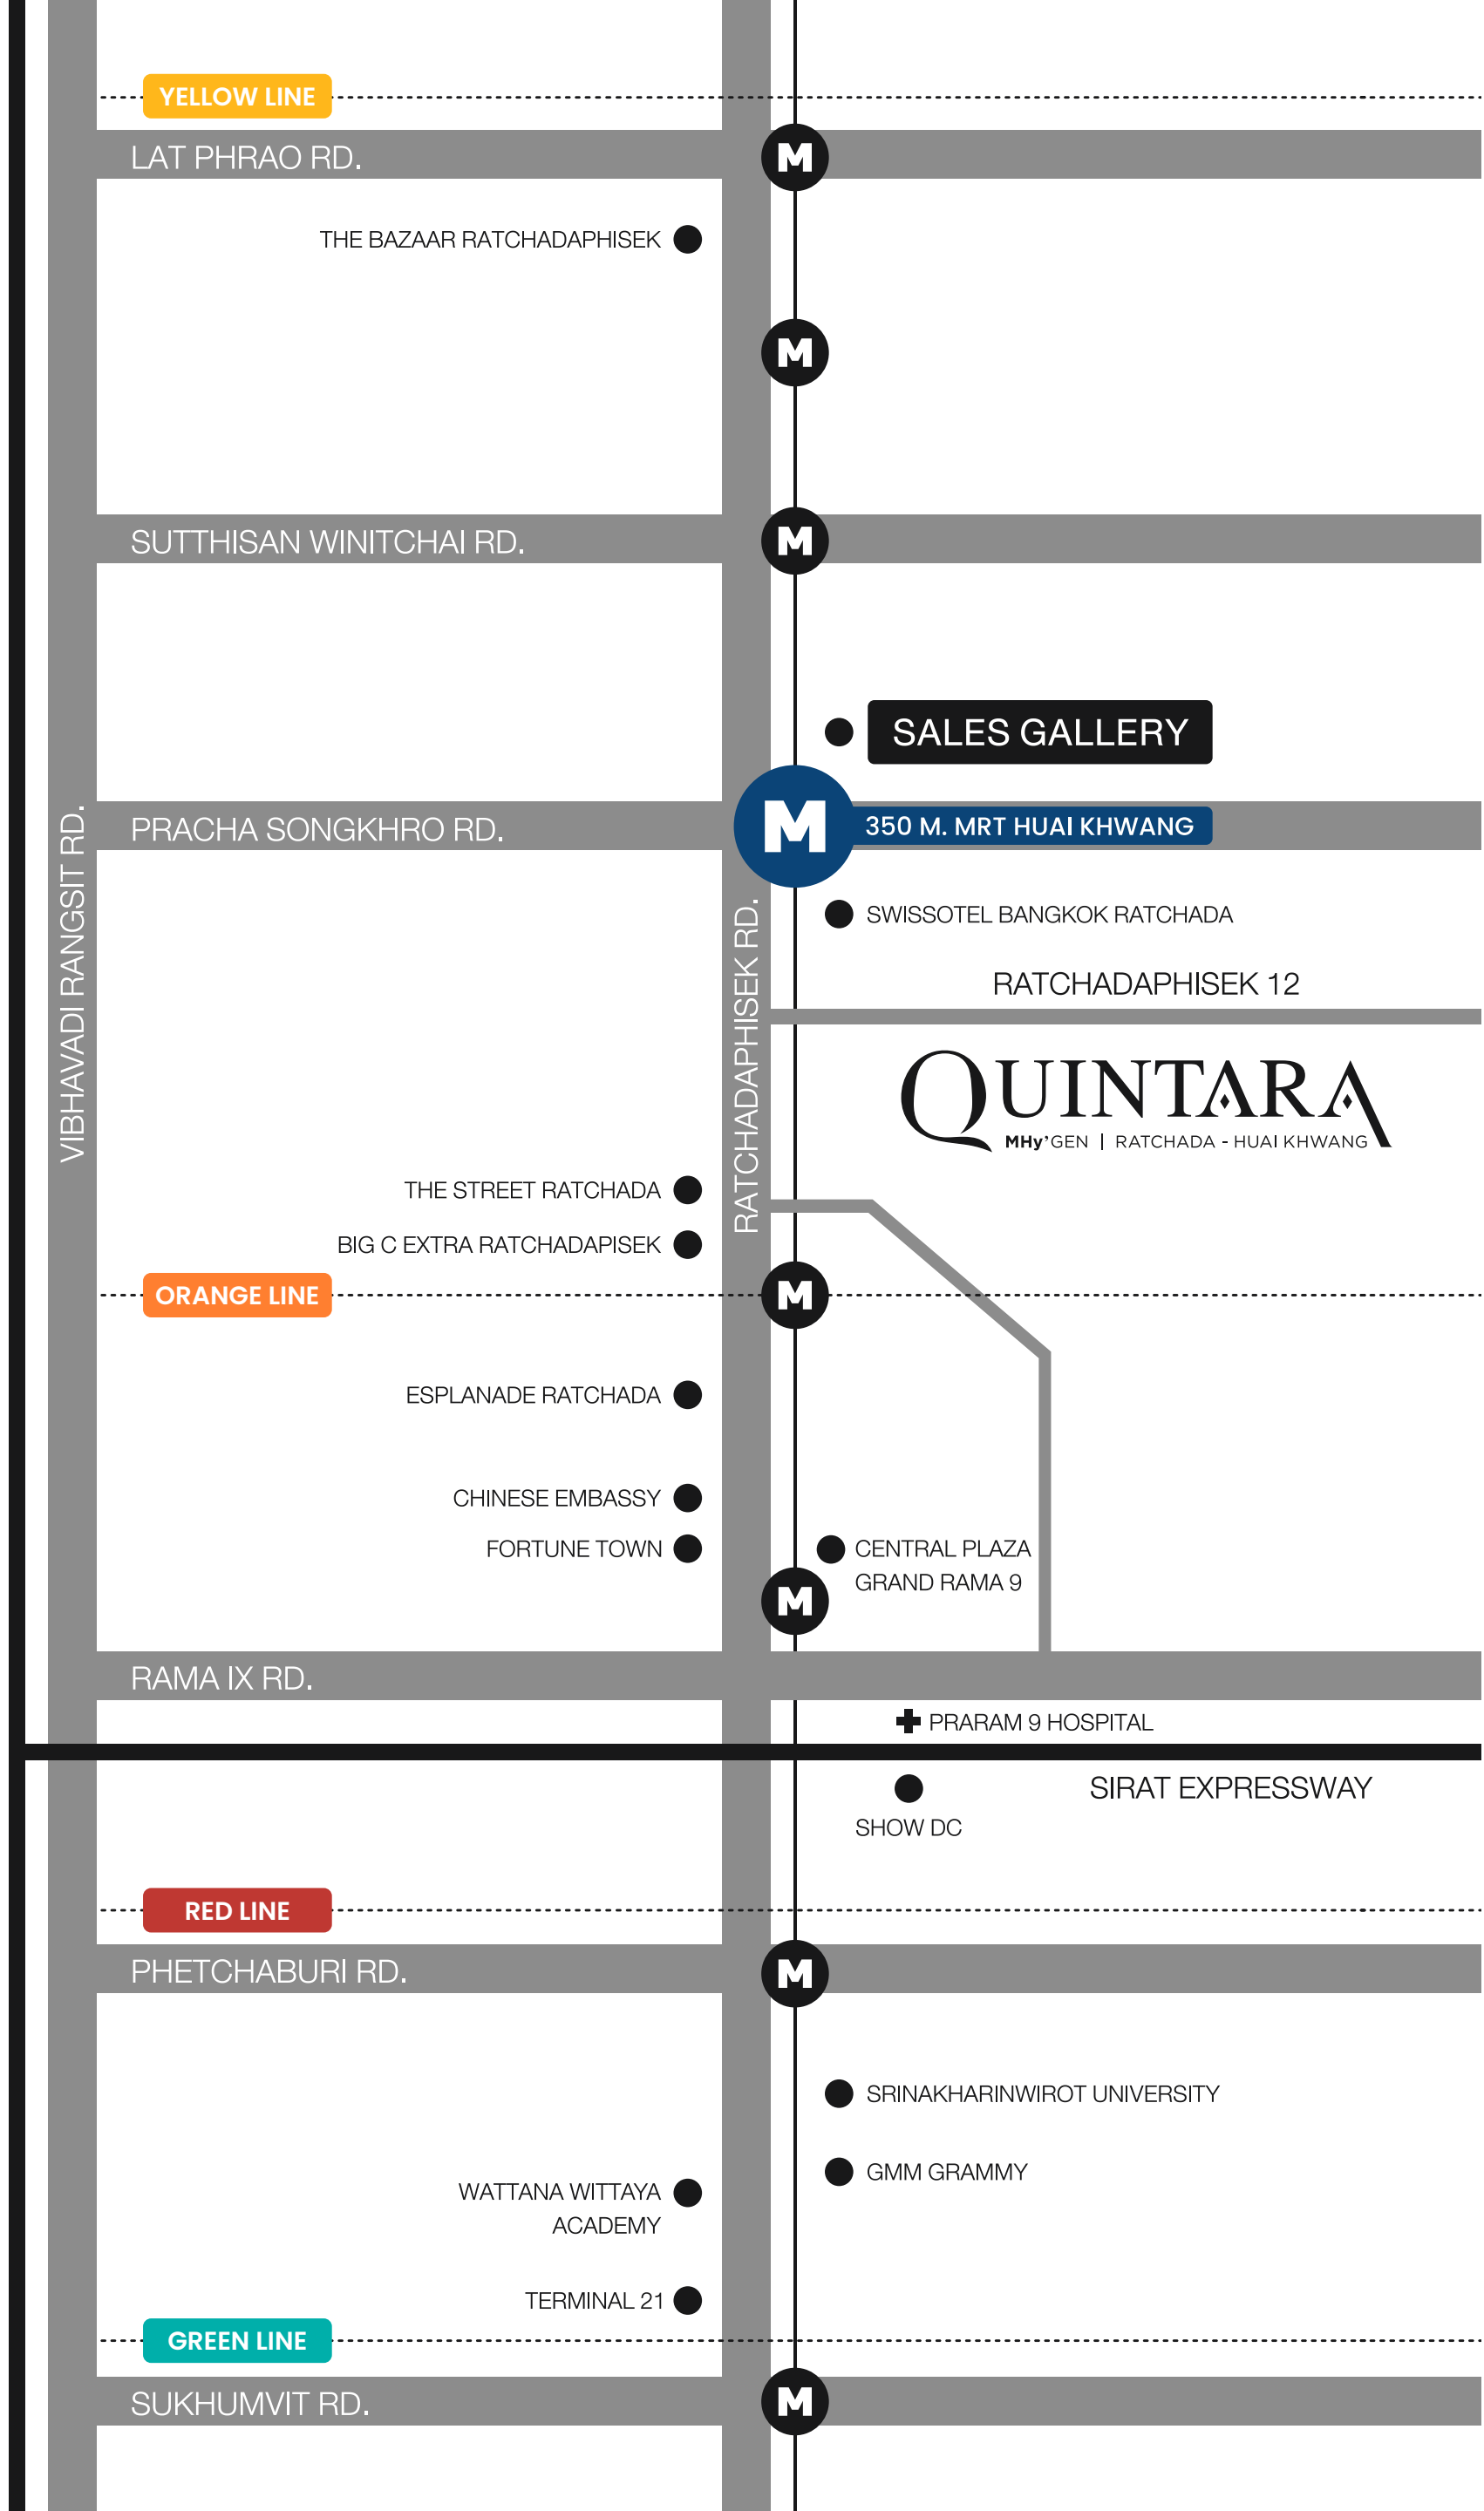 YELLOW LINE
LAT PHRAO RD.
M
THE BAZAAR RATCHADAPHISEK
M
SUTTHISAN WINITCHAI RD.
M
SALES GALLERY
PRACHA SONGKHRO RD.
M
350 M. MRT HUAI KHWANG
VIBHAVADI RANGSIT RD.
RATCHADAPHISEK RD.
SWISSOTEL BANGKOK RATCHADA
RATCHADAPHISEK 12
QUINTARA
MHy'GEN | RATCHADA - HUAI KHWANG
THE STREET RATCHADA
BIG C EXTRA RATCHADAPISEK
ORANGE LINE
M
ESPLANADE RATCHADA
CHINESE EMBASSY
FORTUNE TOWN
CENTRAL PLAZA
GRAND RAMA 9
M
RAMA IX RD.
PRARAM 9 HOSPITAL
SIRAT EXPRESSWAY
SHOW DC
RED LINE
PHETCHABURI RD.
M
SRINAKHARINWIROT UNIVERSITY
GMM GRAMMY
WATTANA WITTAYA
ACADEMY
TERMINAL 21
GREEN LINE
SUKHUMVIT RD.
M